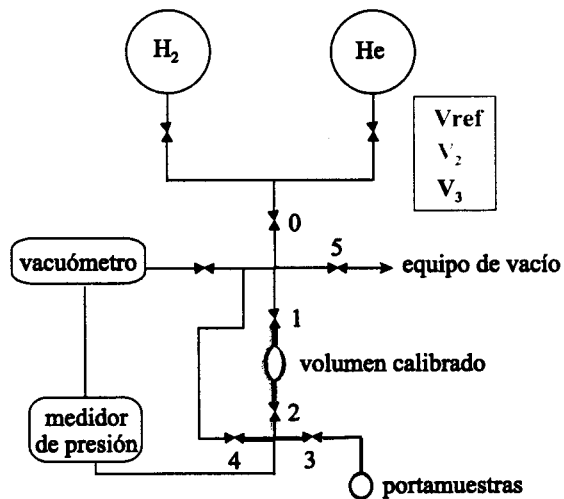 H2
He
Vref
V2
V3
0
5
vacuómetro
equipo de vacío
1
volumen calibrado
2
medidor
de presión
4
3
portamuestras